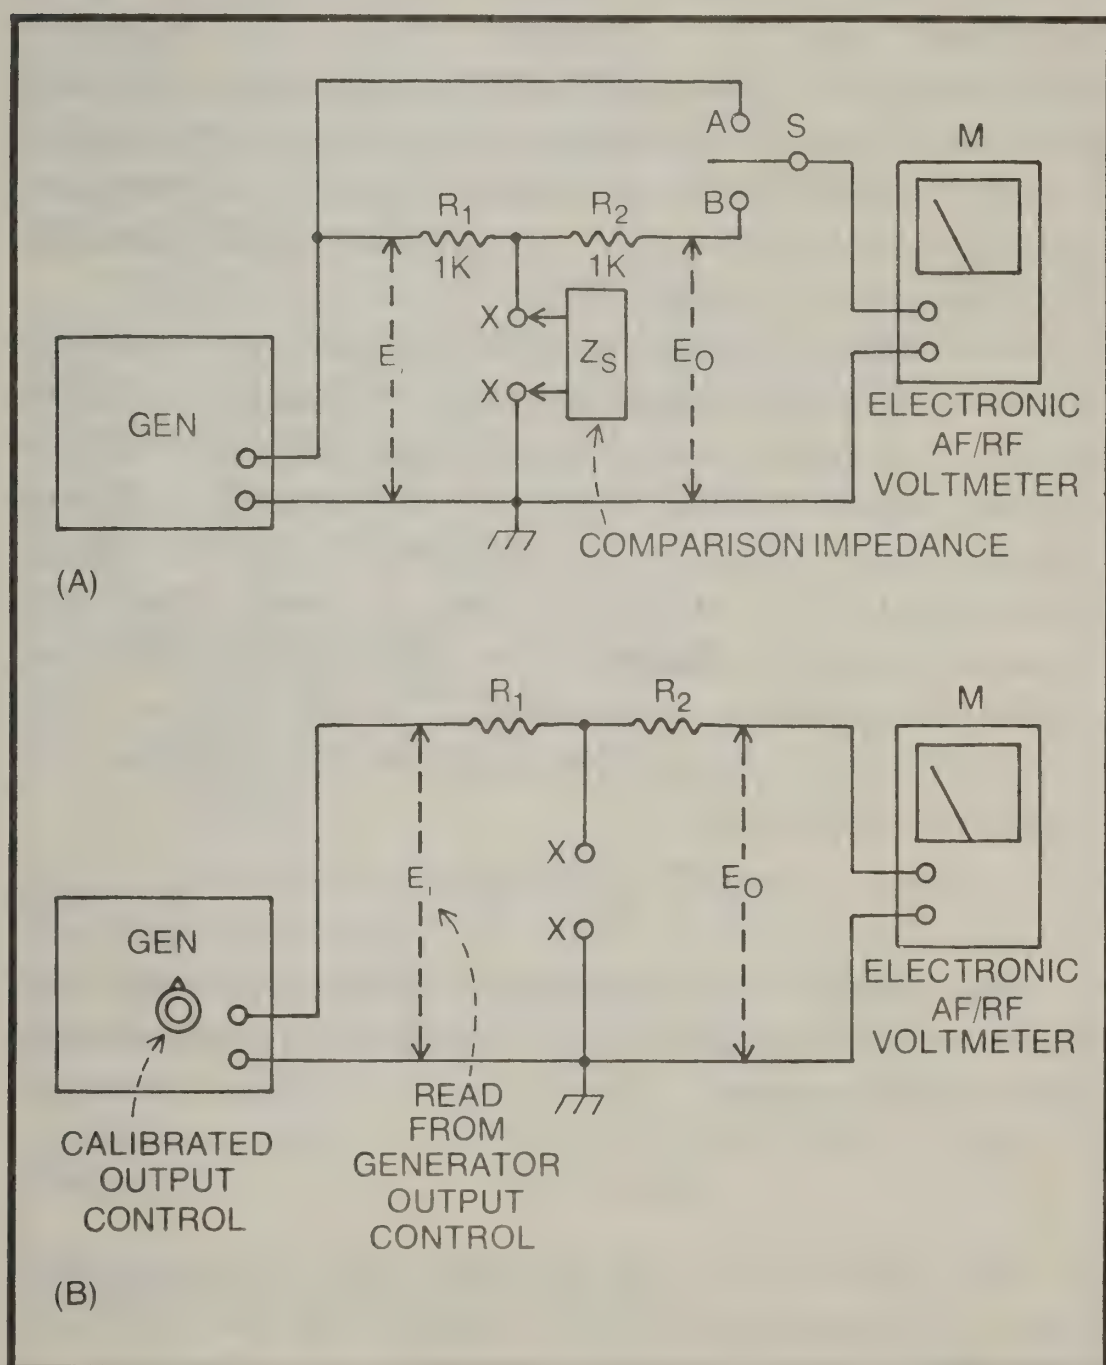 A
S
M
R1
R2
B
1K
1K
X
ZS
E
EO
X
GEN
ELECTRONIC
AF/RF
VOLTMETER
COMPARISON IMPEDANCE
(A)
R1
R2
M
X
E
EO
X
GEN
ELECTRONIC
AF/RF
VOLTMETER
READ
FROM
GENERATOR
OUTPUT
CONTROL
CALIBRATED
OUTPUT
CONTROL
(B)